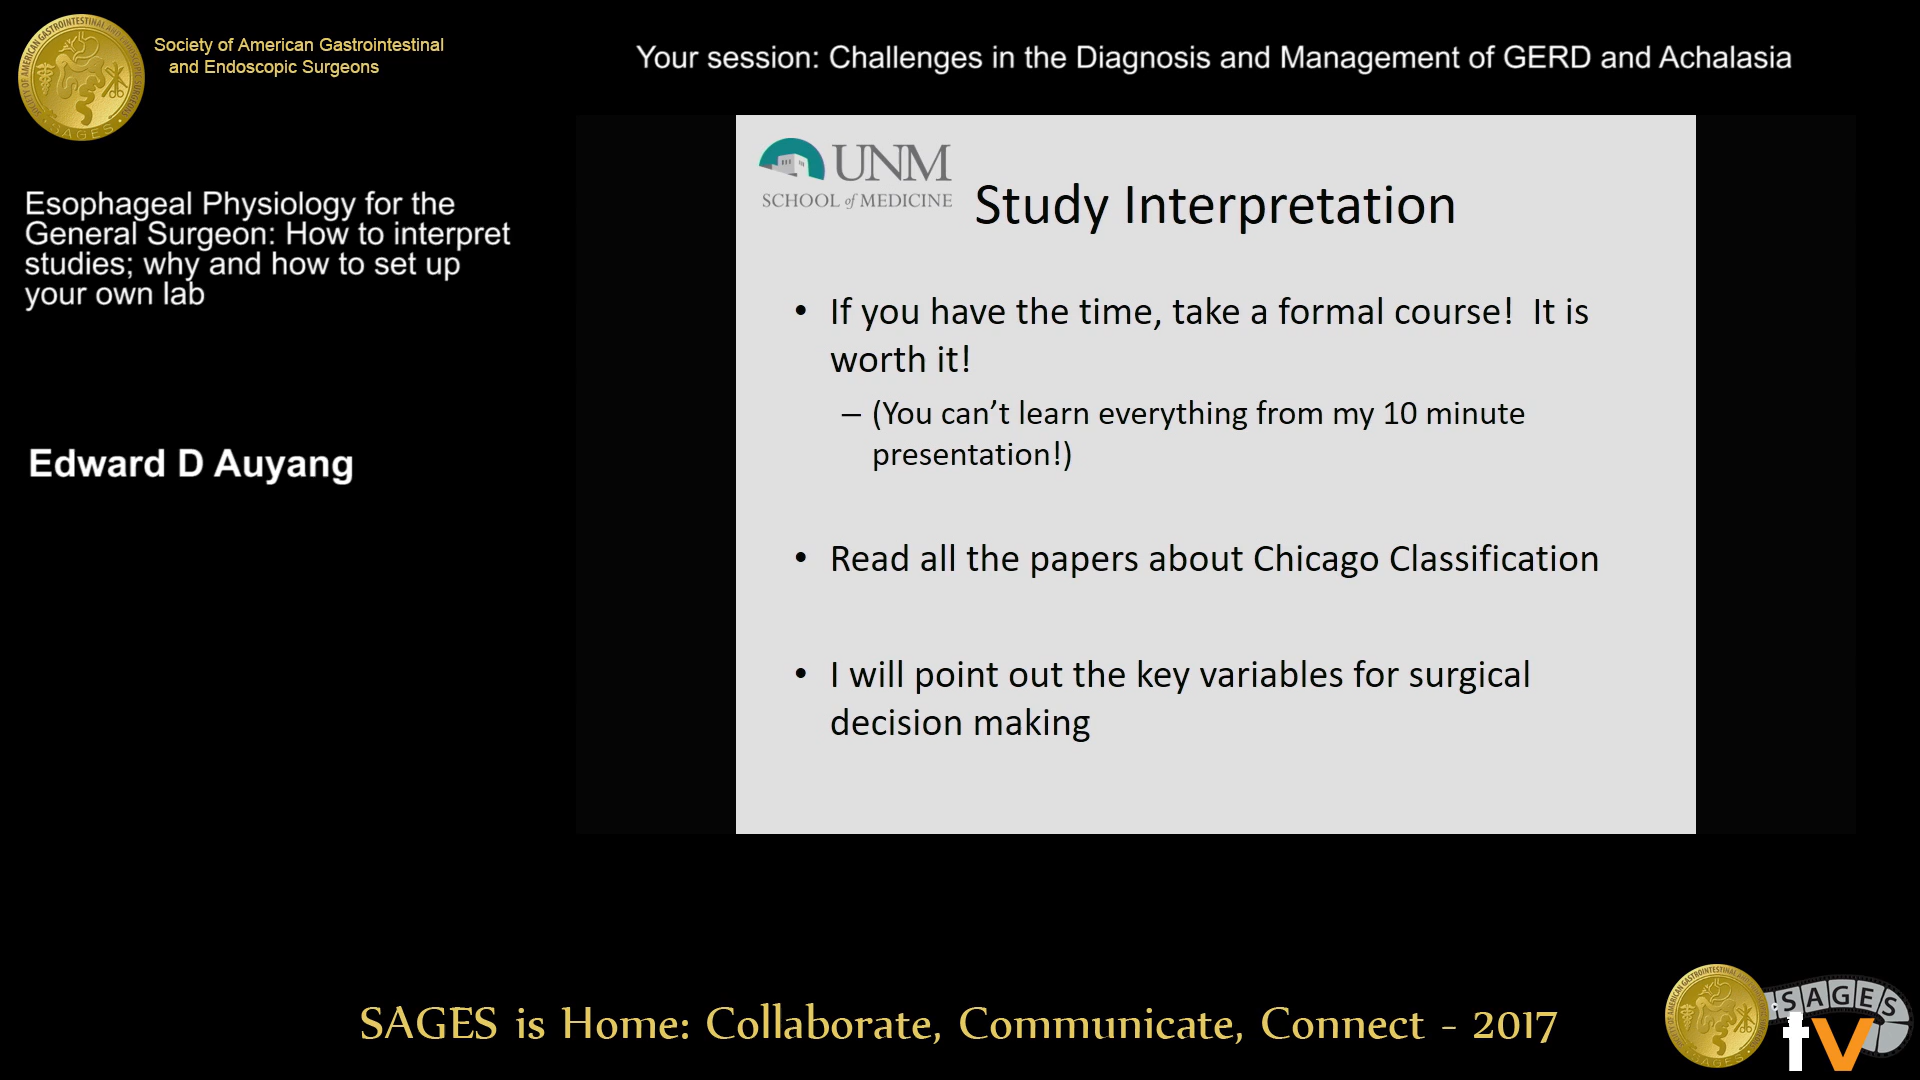 Society of American Gastrointestinal
and Endoscopic Surgeons
Your session: Challenges in the Diagnosis and Management of GERD and Achalasia
Esophageal Physiology for the
General Surgeon: How to interpret
studies; why and how to set up
your own lab
Edward D Auyang
UNM
SCHOOL of MEDICINE
Study Interpretation
• If you have the time, take a formal course!  It is
worth it!
– (You can’t learn everything from my 10 minute
presentation!)
• Read all the papers about Chicago Classification
• I will point out the key variables for surgical
decision making
SAGES is Home: Collaborate, Communicate, Connect - 2017
SAGES
tv